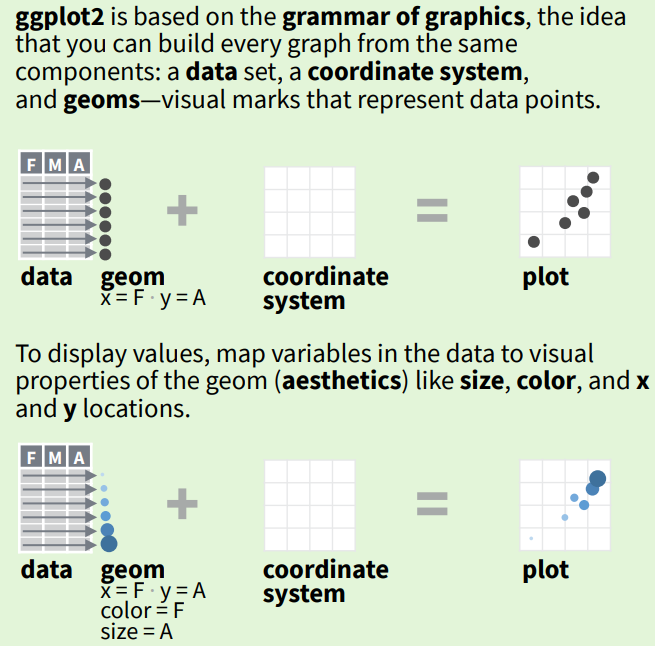 ggplot2 is based on the grammar of graphics, the idea
that you can build every graph from the same
components: a data set, a coordinate system,
and geoms—visual marks that represent data points.
F M A
+
=
data
geom
x = F · y = A
coordinate
system
plot
To display values, map variables in the data to visual
properties of the geom (aesthetics) like size, color, and x
and y locations.
F M A
+
=
data
geom
x = F · y = A
color = F
size = A
coordinate
system
plot